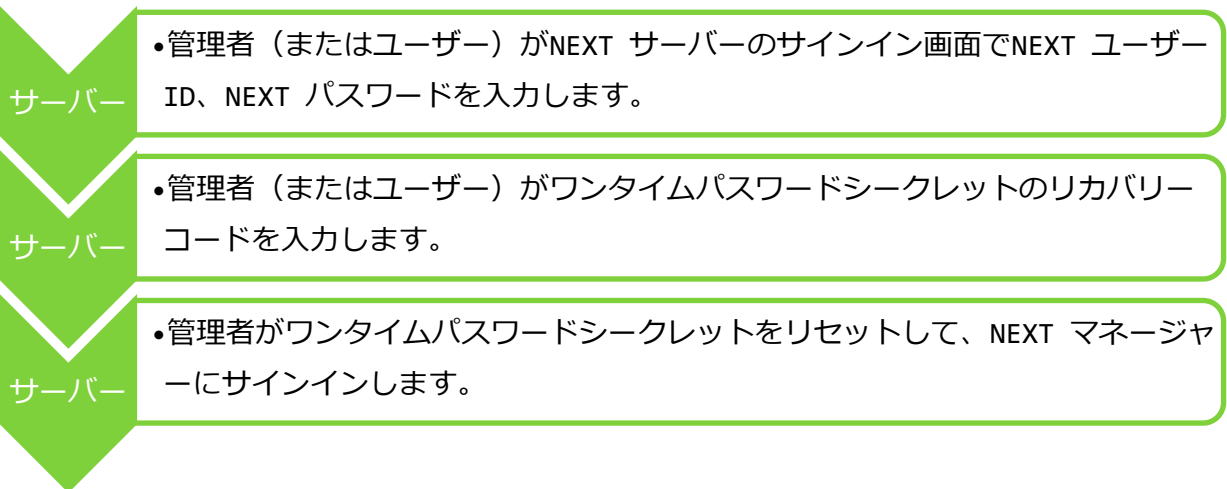 サーバー
•管理者（またはユーザー）がNEXT サーバーのサインイン画面でNEXT ユーザー
ID、NEXT パスワードを入力します。
サーバー
•管理者（またはユーザー）がワンタイムパスワードシークレットのリカバリー
コードを入力します。
サーバー
•管理者がワンタイムパスワードシークレットをリセットして、NEXT マネージャ
ーにサインインします。